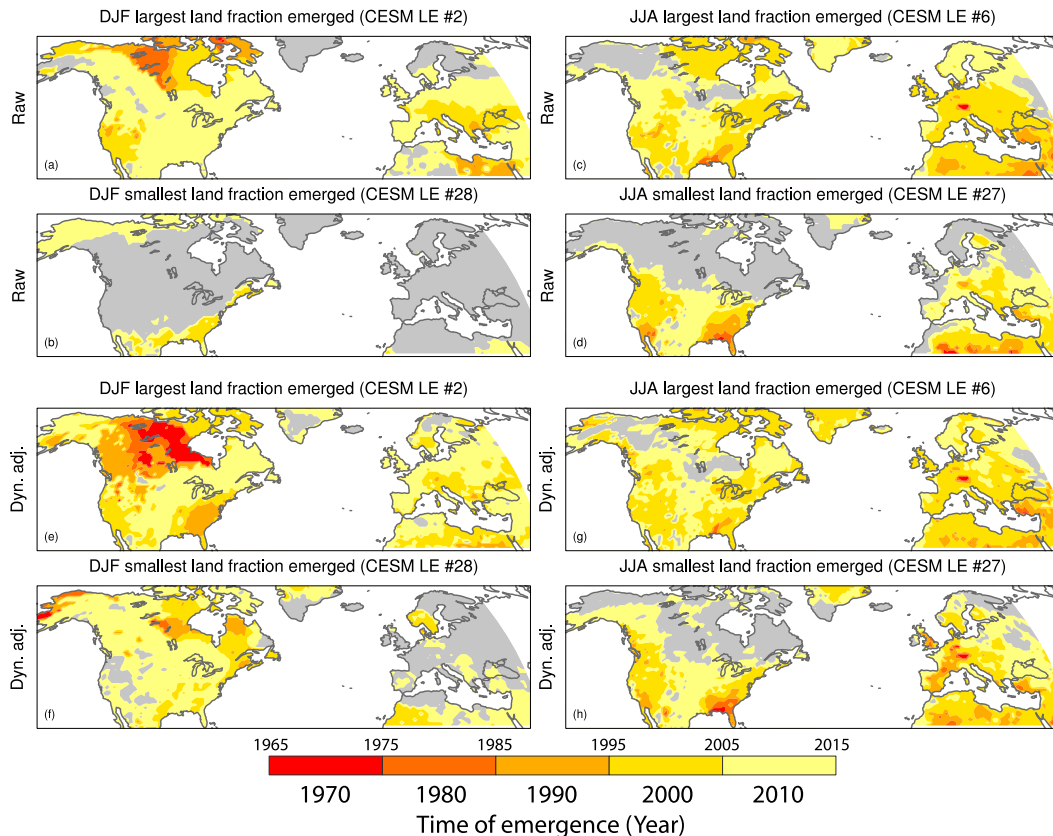 DJF largest land fraction emerged (CESM LE #2)
JJA largest land fraction emerged (CESM LE #6)
Raw
(a)
Raw
(c)
DJF smallest land fraction emerged (CESM LE #28)
JJA smallest land fraction emerged (CESM LE #27)
Raw
(b)
Raw
(d)
DJF largest land fraction emerged (CESM LE #2)
JJA largest land fraction emerged (CESM LE #6)
Dyn. adj.
(e)
Dyn. adj.
(g)
DJF smallest land fraction emerged (CESM LE #28)
JJA smallest land fraction emerged (CESM LE #27)
Dyn. adj.
(f)
Dyn. adj.
(h)
1965 1975 1985 1995 2005 2015
1970 1980 1990 2000 2010
Time of emergence (Year)